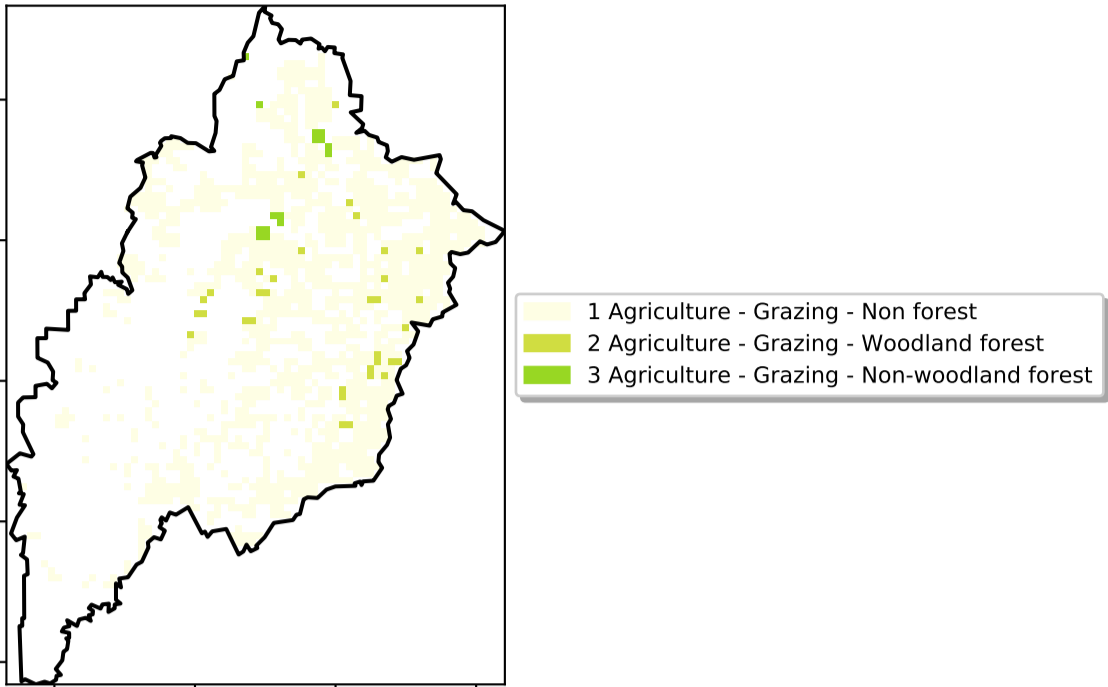 1 Agriculture - Grazing - Non forest
2 Agriculture - Grazing - Woodland forest
3 Agriculture - Grazing - Non-woodland forest